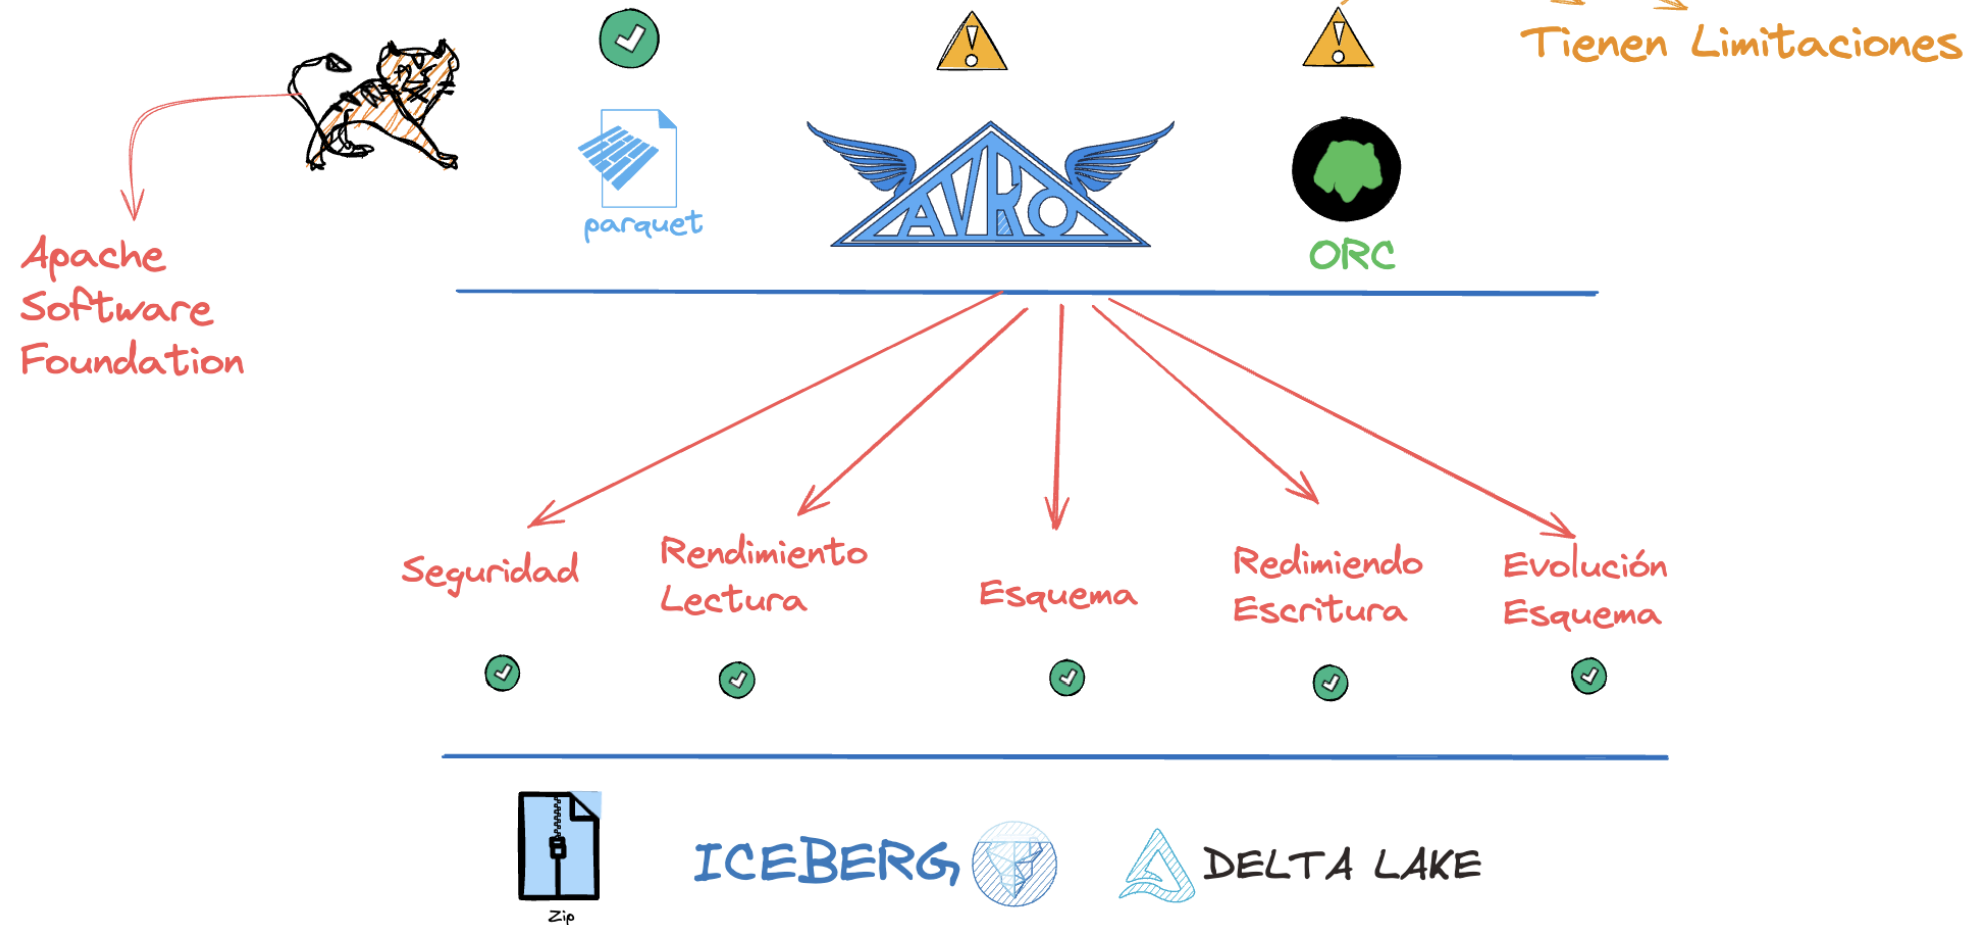 Tienen Limitaciones
parquet
AVRO
ORC
Apache
Software
Foundation
Seguridad
Rendimiento
Lectura
Esquema
Redimiendo
Escritura
Evolución
Esquema
Zip
ICEBERG
DELTA LAKE